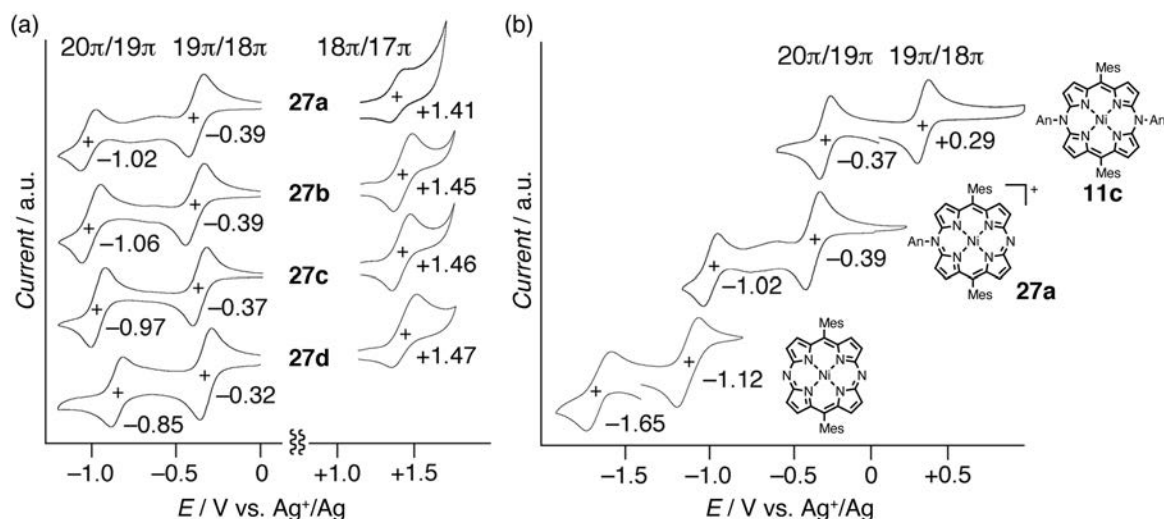 (a)
20π/19π 19π/18π 18π/17π
27a
−1.02
−0.39
+1.41
27b
−1.06
−0.39
+1.45
27c
−0.97
−0.37
+1.46
27d
−0.85
−0.32
+1.47
Current / a.u.
−1.0 −0.5 0 +1.0 +1.5
E / V vs. Ag⁺/Ag
(b)
20π/19π 19π/18π
−0.37
+0.29
Mes
An N N N N An
Ni
N N
Mes
11c
−1.02
−0.39
Mes
+
N N
An N Ni N
N N
Mes
27a
−1.65
−1.12
Mes
N N
N Ni N
N N
Mes
Current / a.u.
−1.5 −1.0 −0.5 0 +0.5
E / V vs. Ag⁺/Ag